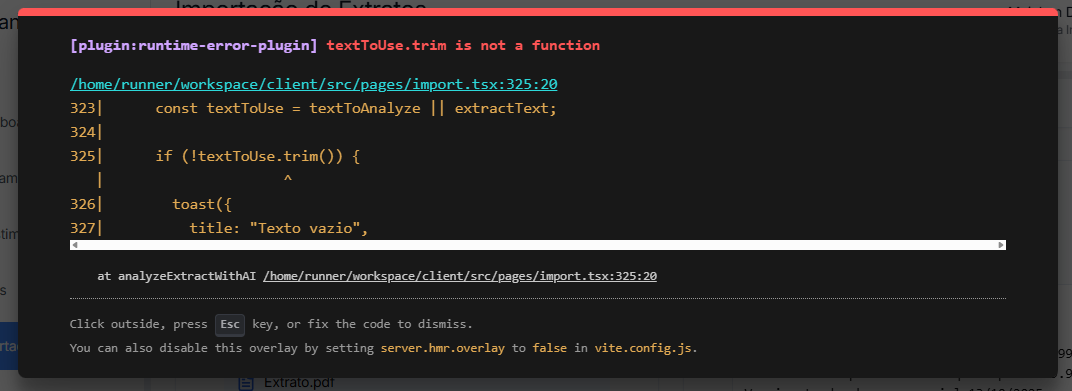 Importação de Extratos
[plugin:runtime-error-plugin] textToUse.trim is not a function
/home/runner/workspace/client/src/pages/import.tsx:325:20
323|      const textToUse = textToAnalyze || extractText;
324|
325|      if (!textToUse.trim()) {
   |                     ^
326|        toast({
327|          title: "Texto vazio",
at analyzeExtractWithAI /home/runner/workspace/client/src/pages/import.tsx:325:20
Click outside, press Esc key, or fix the code to dismiss.
You can also disable this overlay by setting server.hmr.overlay to false in vite.config.js.
Extrato.pdf